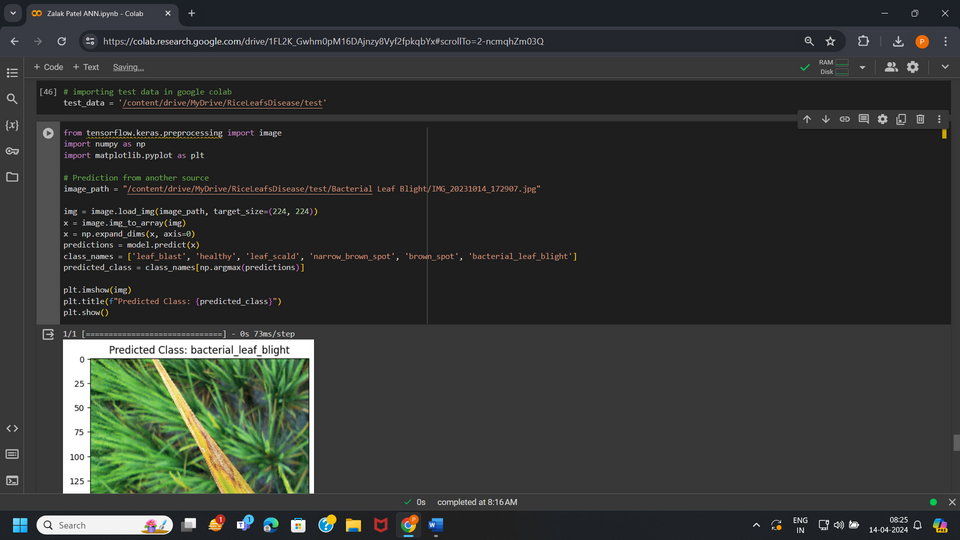 Zalak Patel ANN.ipynb - Colab
https://colab.research.google.com/drive/1FL2K_Gwhm0pM16DAjnzy8Vyf2fpkqbYx#scrollTo=2-ncmqhZm03Q
P
+ Code + Text Saving...
RAM
Disk
[46] # importing test data in google colab
test_data = '/content/drive/MyDrive/RiceLeafsDisease/test'
from tensorflow.keras.preprocessing import image
import numpy as np
import matplotlib.pyplot as plt
# Prediction from another source
image_path = "/content/drive/MyDrive/RiceLeafsDisease/test/Bacterial Leaf Blight/IMG_20231014_172907.jpg"
img = image.load_img(image_path, target_size=(224, 224))
x = image.img_to_array(img)
x = np.expand_dims(x, axis=0)
predictions = model.predict(x)
class_names = ['leaf_blast', 'healthy', 'leaf_scald', 'narrow_brown_spot', 'brown_spot', 'bacterial_leaf_blight']
predicted_class = class_names[np.argmax(predictions)]
plt.imshow(img)
plt.title(f"Predicted Class: {predicted_class}")
plt.show()
1/1 [==============================] - 0s 73ms/step
Predicted Class: bacterial_leaf_blight
0
25
50
75
100
125
0s completed at 8:16 AM
Search
ENG
IN
08:25
14-04-2024